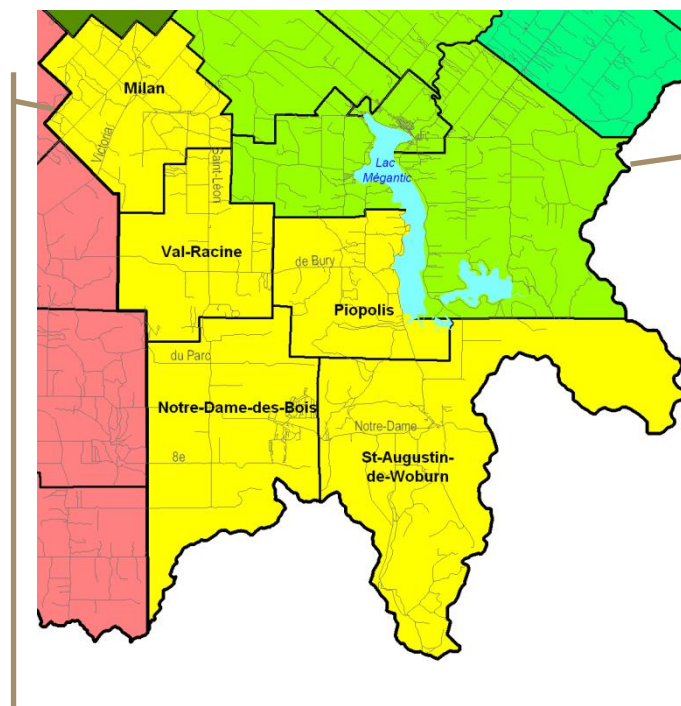 Milan
Victoria
Saint-Léon
Lac
Mégantic
Val-Racine
de Bury
Piopolis
du Parc
Notre-Dame-des-Bois
Notre-Dame
8e
St-Augustin-
de-Woburn